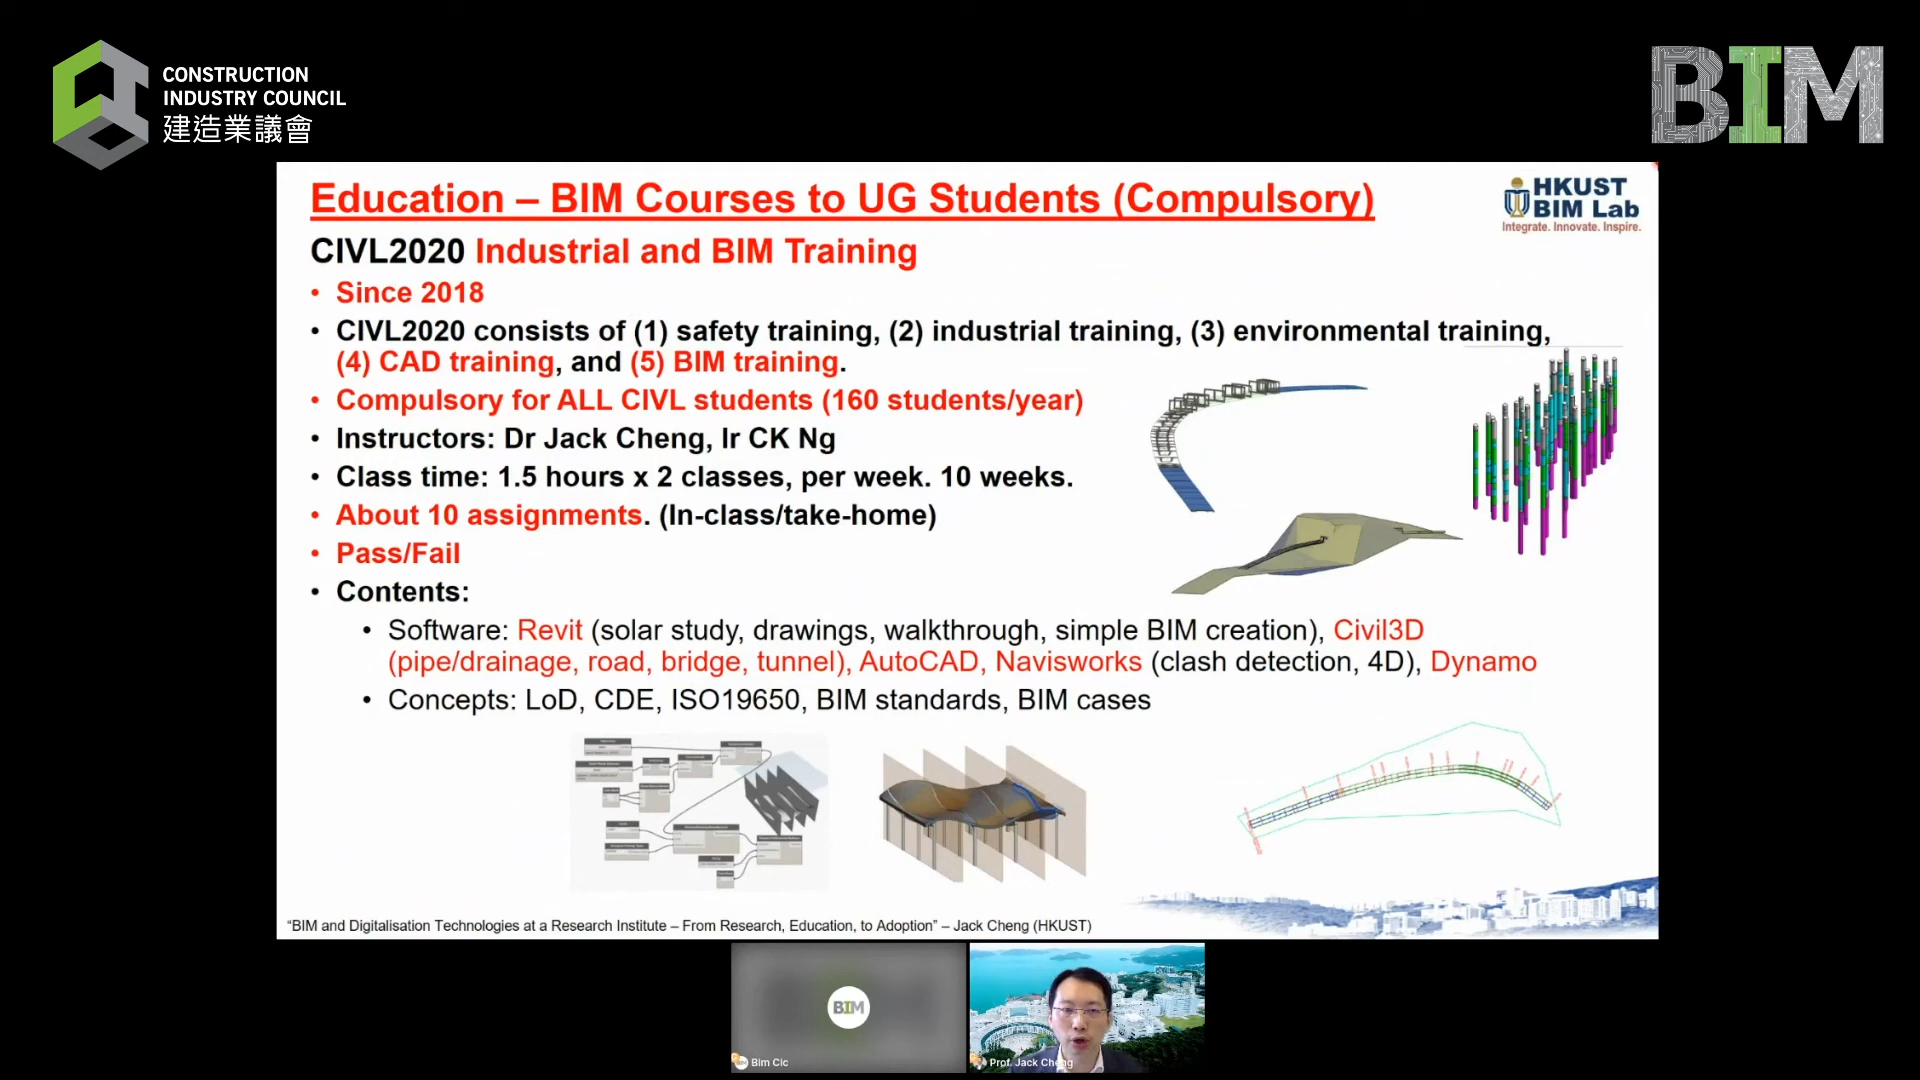 CONSTRUCTION
INDUSTRY COUNCIL
建造業議會
BIM
Education – BIM Courses to UG Students (Compulsory)
HKUST
BIM Lab
Integrate. Innovate. Inspire.
CIVL2020 Industrial and BIM Training
• Since 2018
• CIVL2020 consists of (1) safety training, (2) industrial training, (3) environmental training,
(4) CAD training, and (5) BIM training.
• Compulsory for ALL CIVL students (160 students/year)
• Instructors: Dr Jack Cheng, Ir CK Ng
• Class time: 1.5 hours x 2 classes, per week. 10 weeks.
• About 10 assignments. (In-class/take-home)
• Pass/Fail
• Contents:
• Software: Revit (solar study, drawings, walkthrough, simple BIM creation), Civil3D
(pipe/drainage, road, bridge, tunnel), AutoCAD, Navisworks (clash detection, 4D), Dynamo
• Concepts: LoD, CDE, ISO19650, BIM standards, BIM cases
“BIM and Digitalisation Technologies at a Research Institute – From Research, Education, to Adoption” – Jack Cheng (HKUST)
BIM
Bim Cic
Prof. Jack Cheng